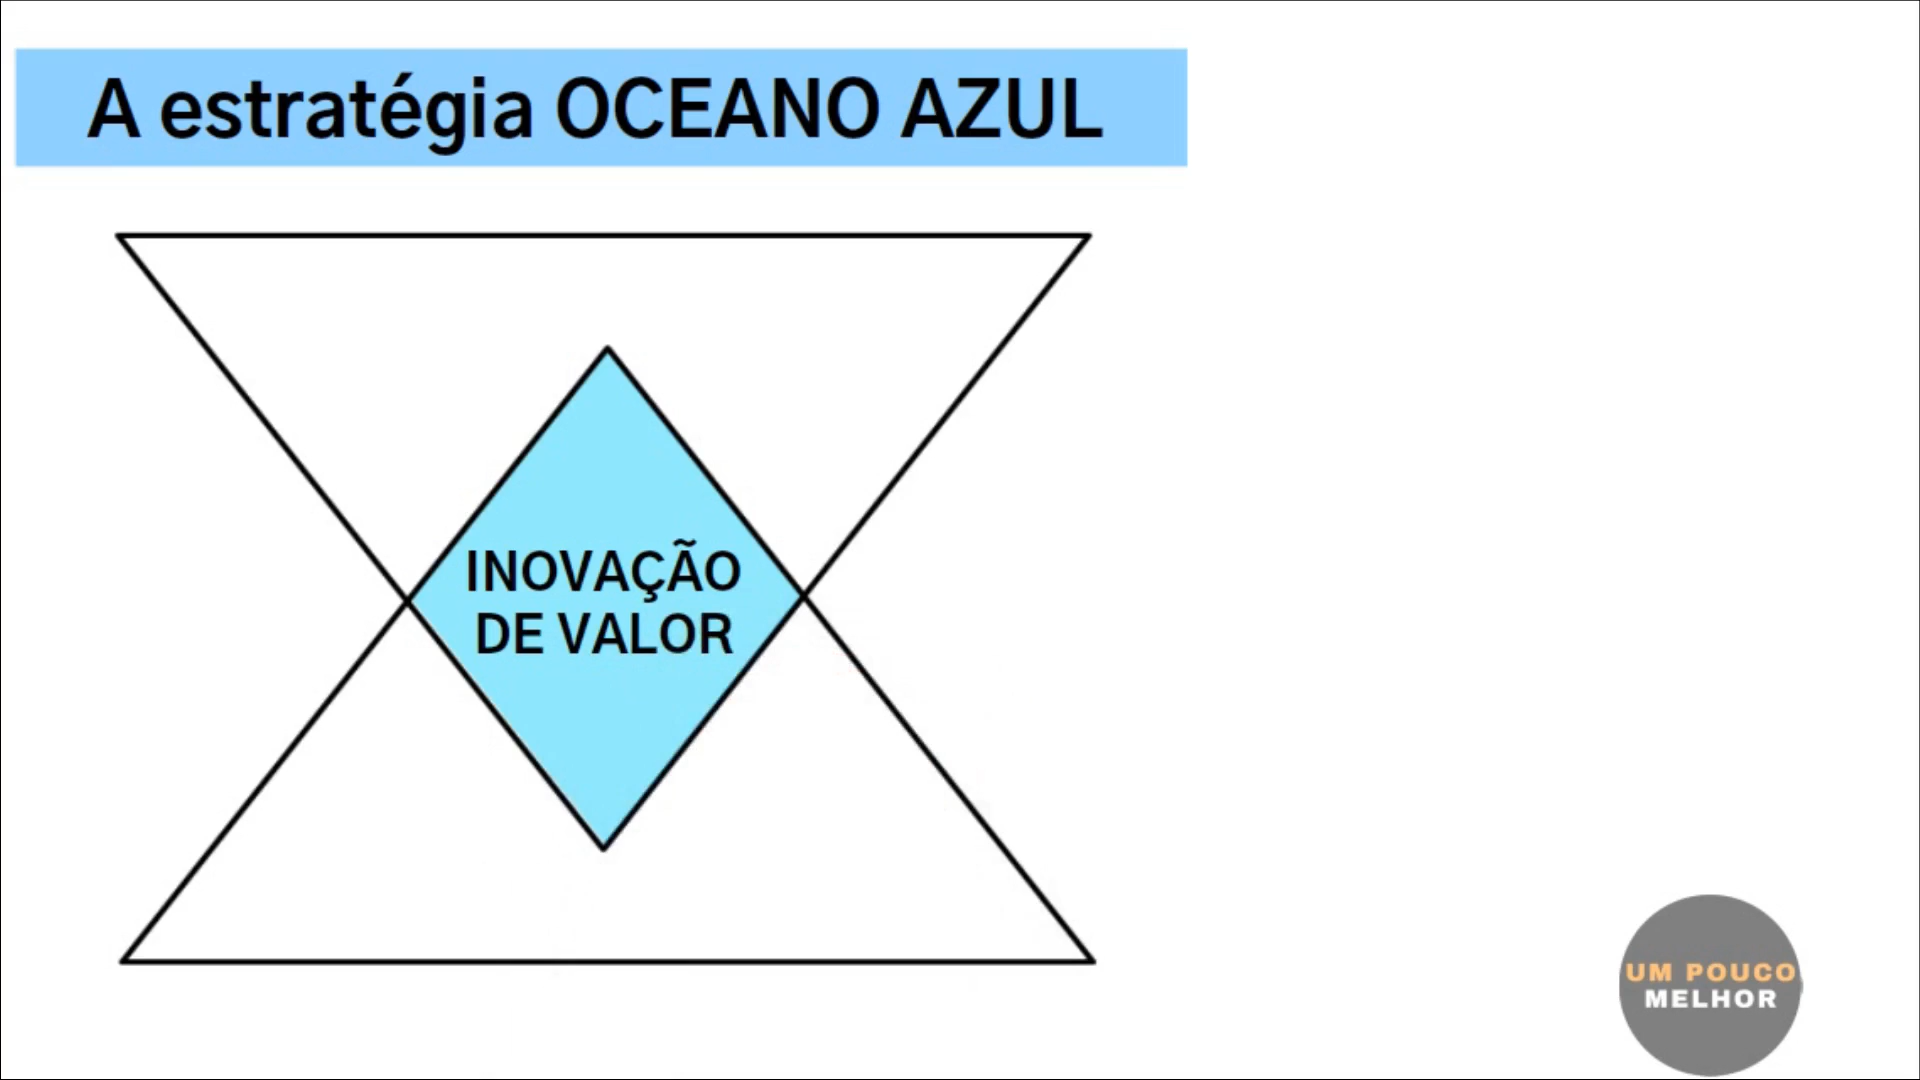 A estratégia OCEANO AZUL
INOVAÇÃO
DE VALOR
UM POUCO
MELHOR